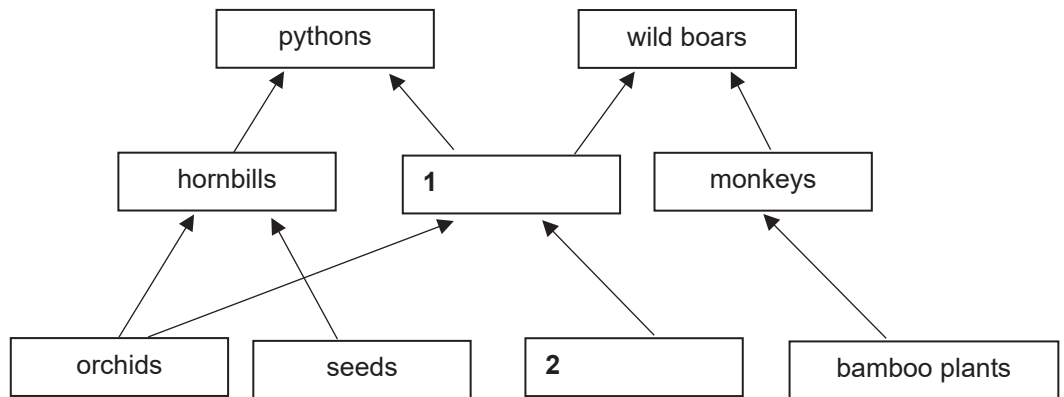 pythons
wild boars
hornbills
1
monkeys
orchids
seeds
2
bamboo plants